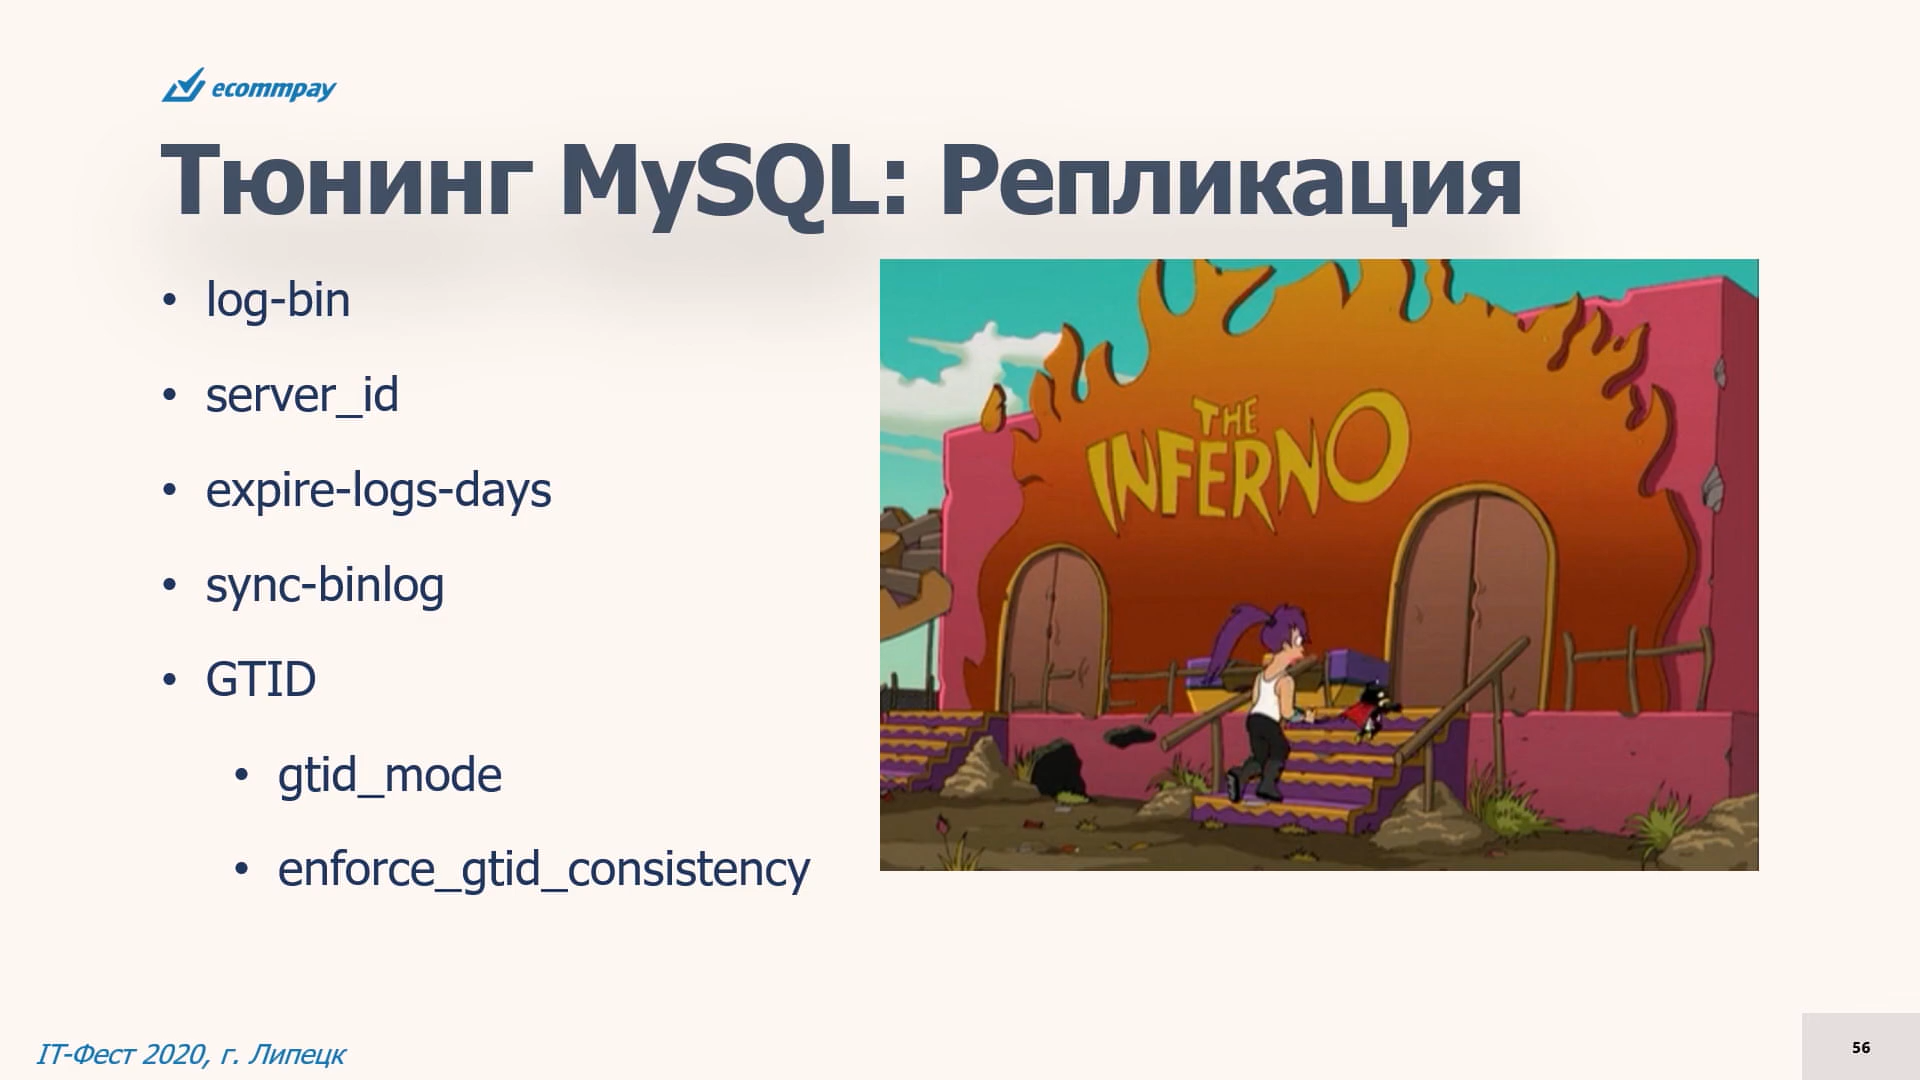 ecommpay
Тюнинг MySQL: Репликация
• log-bin
• server_id
• expire-logs-days
• sync-binlog
• GTID
• gtid_mode
• enforce_gtid_consistency
THE
INFERNO
IT-Фест 2020, г. Липецк
56